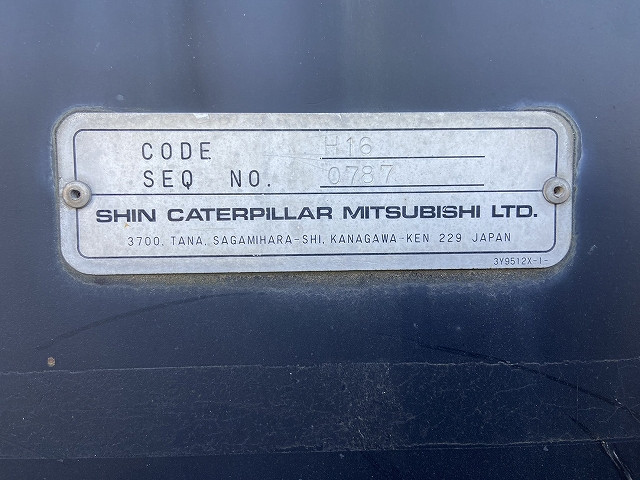 CODE H16
SEQ NO. 0787
SHIN CATERPILLAR MITSUBISHI LTD.
3700, TANA, SAGAMIHARA-SHI, KANAGAWA-KEN 229 JAPAN
3Y9512X-1-